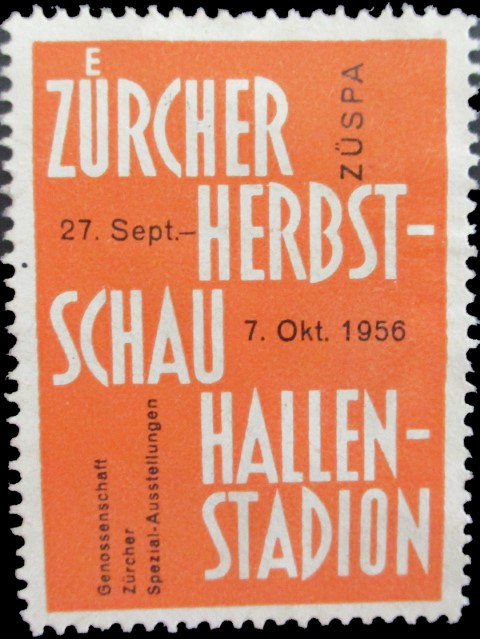 ZÜSPA
E
ZÜRCHER
HERBST-
27. Sept.–
SCHAU
7. Okt. 1956
HALLEN-
STADION
Genossenschaft
Zürcher
Spezial-Ausstellungen